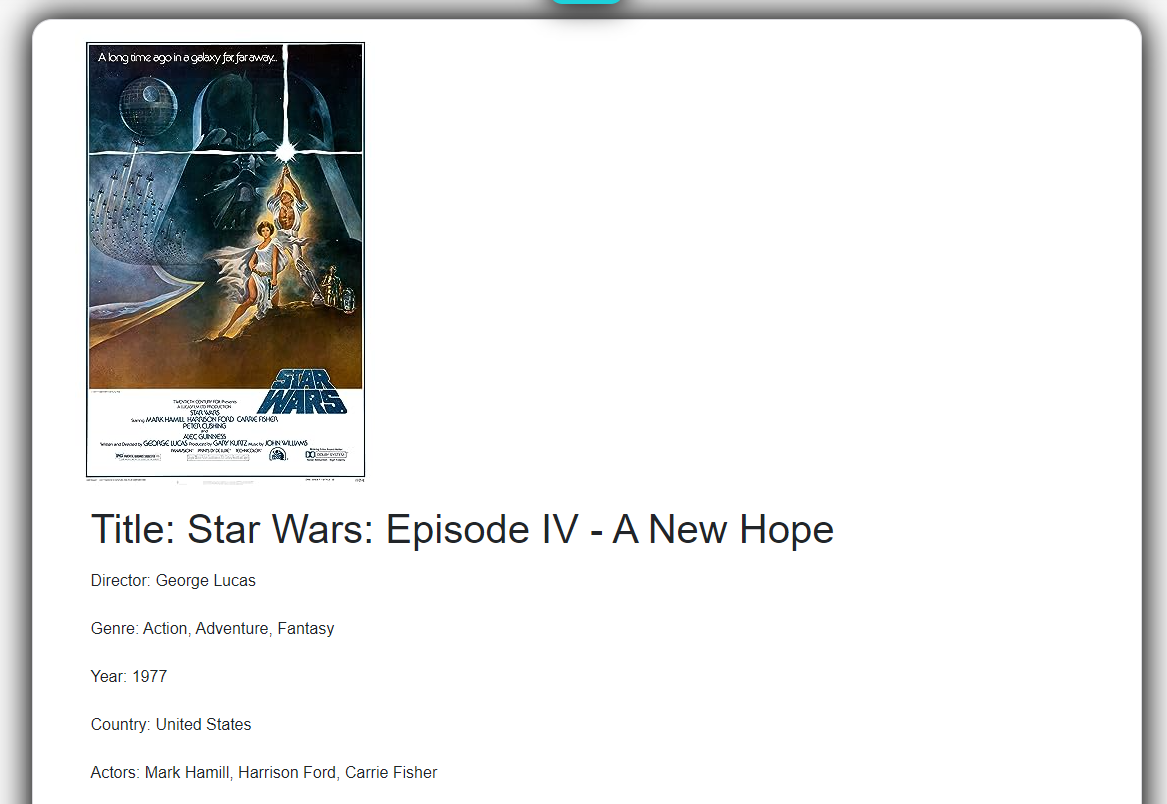 A long time ago in a galaxy far, far away...
STAR
WARS
TWENTIETH CENTURY-FOX Presents
A LUCASFILM LTD PRODUCTION
STAR WARS
Starring MARK HAMILL HARRISON FORD CARRIE FISHER
PETER CUSHING
and
ALEC GUINNESS
Written and Directed by GEORGE LUCAS Produced by GARY KURTZ Music by JOHN WILLIAMS
PANAVISION PRINTS BY DE LUXE TECHNICOLOR
PG
DOLBY SYSTEM
Title: Star Wars: Episode IV - A New Hope
Director: George Lucas
Genre: Action, Adventure, Fantasy
Year: 1977
Country: United States
Actors: Mark Hamill, Harrison Ford, Carrie Fisher